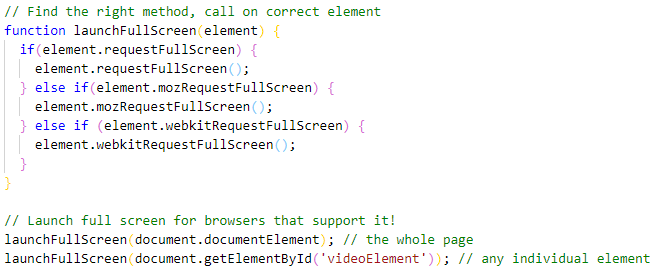 // Find the right method, call on correct element
function launchFullScreen(element) {
  if(element.requestFullScreen) {
    element.requestFullScreen();
  } else if(element.mozRequestFullScreen) {
    element.mozRequestFullScreen();
  } else if (element.webkitRequestFullScreen) {
    element.webkitRequestFullScreen();
  }
}

// Launch full screen for browsers that support it!
launchFullScreen(document.documentElement); // the whole page
launchFullScreen(document.getElementById('videoElement')); // any individual element